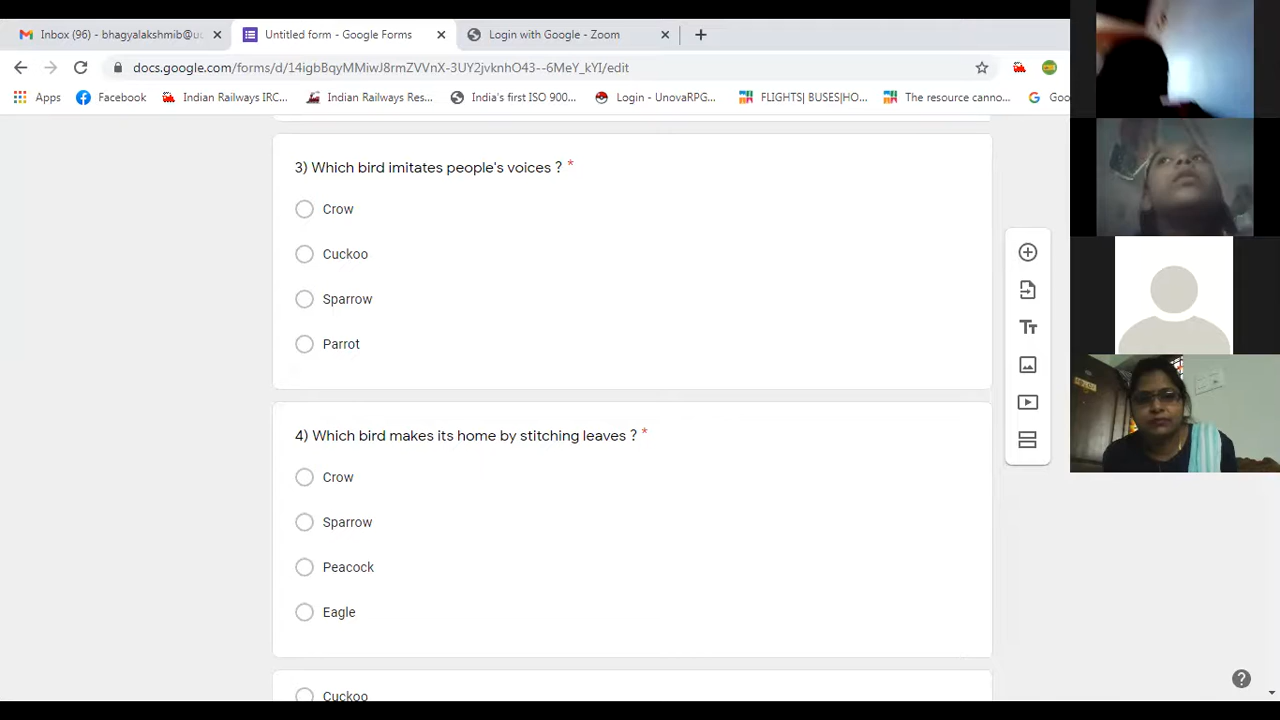 Inbox (96) - bhagyalakshmib@u
Untitled form - Google Forms
Login with Google - Zoom
docs.google.com/forms/d/14igbBqyMMiwJ8rmZVVnX-3UY2jvknhO43--6MeY_kYI/edit
Apps
Facebook
Indian Railways IRC...
Indian Railways Res...
India's first ISO 900...
Login - UnovaRPG...
FLIGHTS| BUSES|HO...
The resource canno...
Goo
3) Which bird imitates people's voices ? *
Crow
Cuckoo
Sparrow
Parrot
4) Which bird makes its home by stitching leaves ? *
Crow
Sparrow
Peacock
Eagle
Cuckoo
Tт